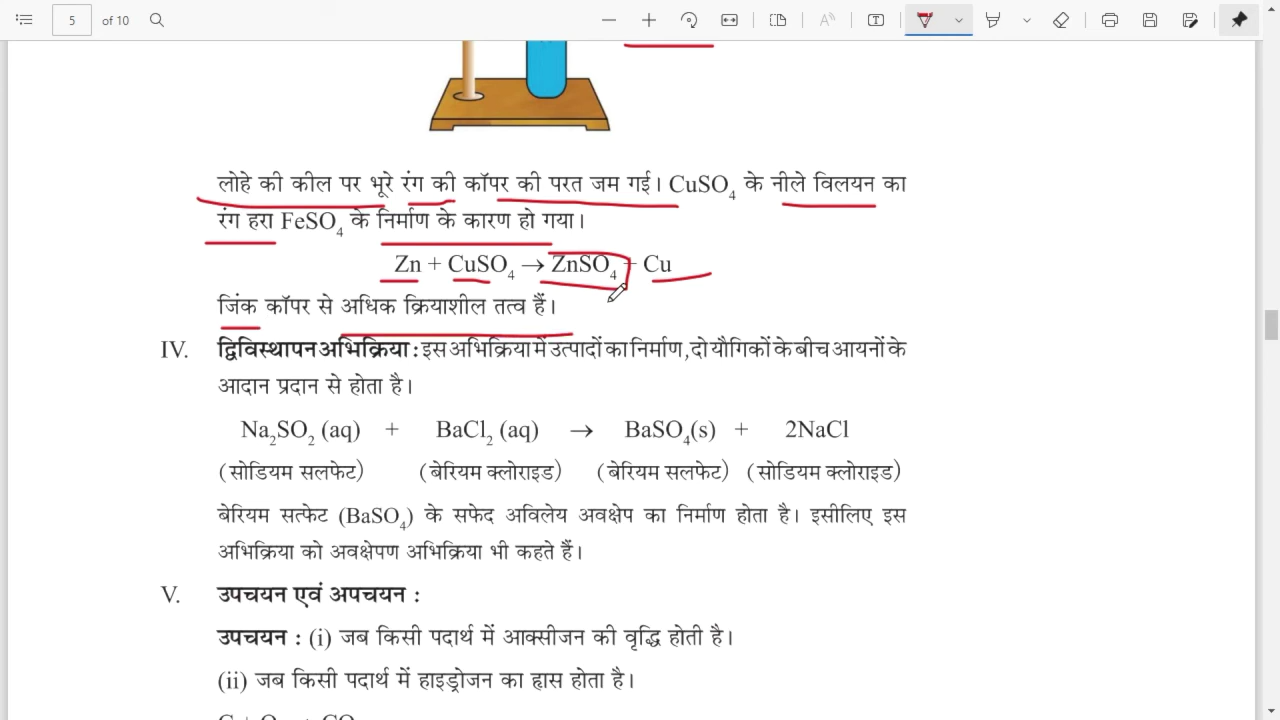 5 of 10
लोहे की कील पर भूरे रंग की कॉपर की परत जम गई। CuSO₄ के नीले विलयन का
रंग हरा FeSO₄ के निर्माण के कारण हो गया।
Zn + CuSO₄ → ZnSO₄ + Cu
जिंक कॉपर से अधिक क्रियाशील तत्व हैं।
IV. द्विविस्थापन अभिक्रिया : इस अभिक्रिया में उत्पादों का निर्माण, दो यौगिकों के बीच आयनों के
आदान प्रदान से होता है।
Na₂SO₂ (aq) + BaCl₂ (aq) → BaSO₄(s) + 2NaCl
(सोडियम सलफेट) (बेरियम क्लोराइड) (बेरियम सलफेट) (सोडियम क्लोराइड)
बेरियम सत्फेट (BaSO₄) के सफेद अविलेय अवक्षेप का निर्माण होता है। इसीलिए इस
अभिक्रिया को अवक्षेपण अभिक्रिया भी कहते हैं।
V. उपचयन एवं अपचयन :
उपचयन : (i) जब किसी पदार्थ में आक्सीजन की वृद्धि होती है।
(ii) जब किसी पदार्थ में हाइड्रोजन का ह्रास होता है।